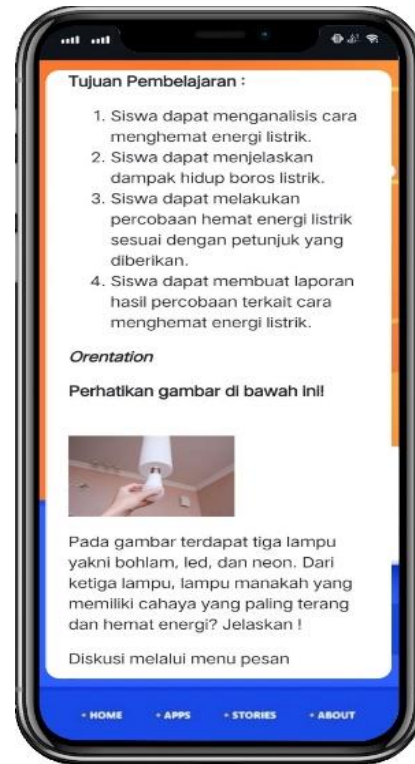 Tujuan Pembelajaran :
1. Siswa dapat menganalisis cara
menghemat energi listrik.
2. Siswa dapat menjelaskan
dampak hidup boros listrik.
3. Siswa dapat melakukan
percobaan hemat energi listrik
sesuai dengan petunjuk yang
diberikan.
4. Siswa dapat membuat laporan
hasil percobaan terkait cara
menghemat energi listrik.
Orentation
Perhatikan gambar di bawah ini!
Pada gambar terdapat tiga lampu
yakni bohlam, led, dan neon. Dari
ketiga lampu, lampu manakah yang
memiliki cahaya yang paling terang
dan hemat energi? Jelaskan !
Diskusi melalui menu pesan
+ HOME + APPS + STORIES + ABOUT